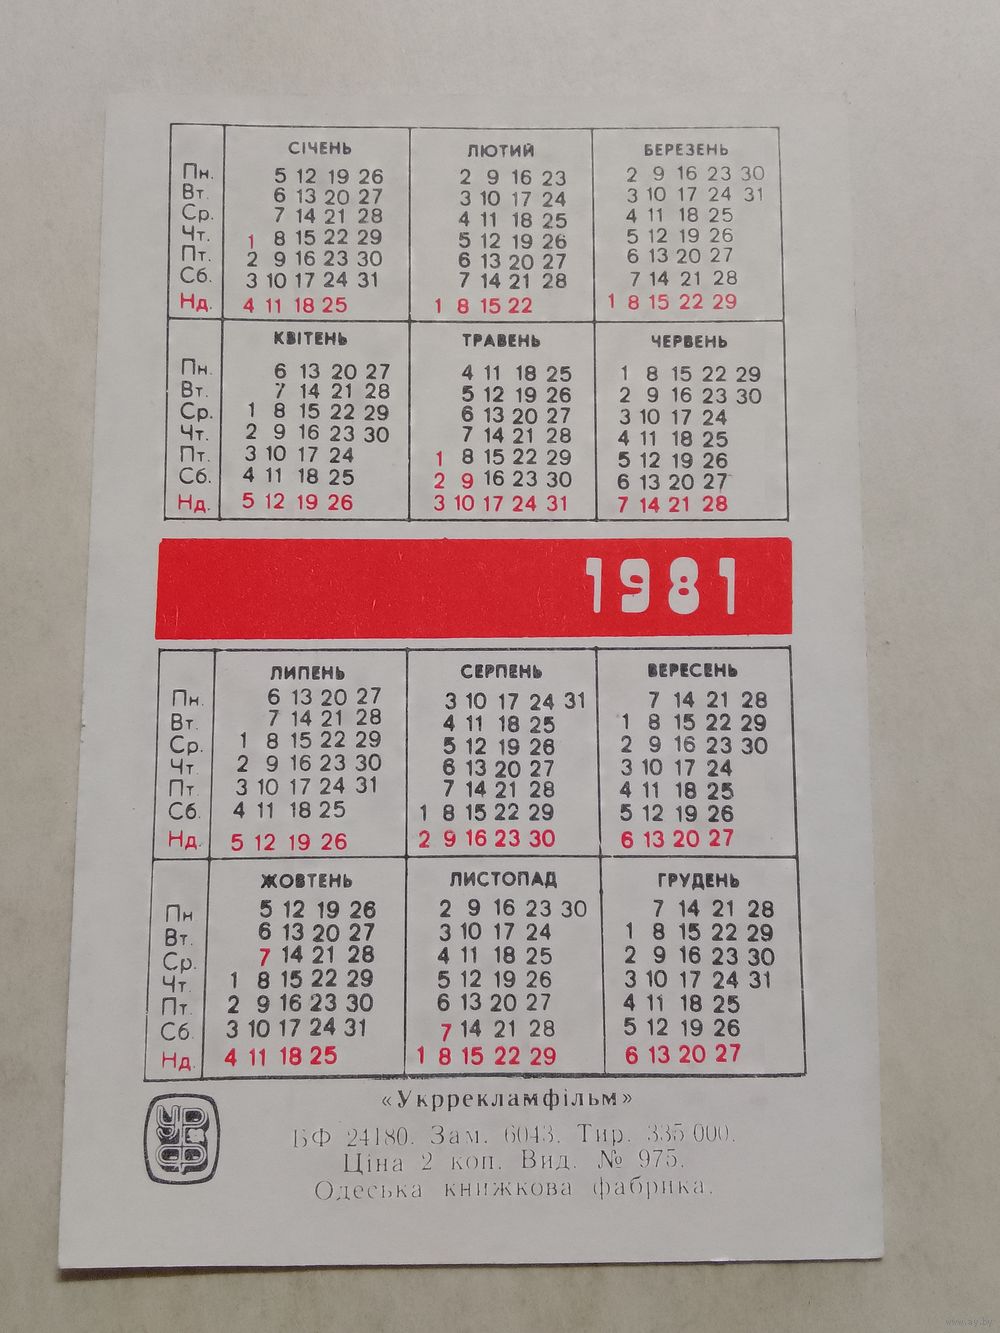 СІЧЕНЬ ЛЮТИЙ БЕРЕЗЕНЬ
Пн. 5 12 19 26 2 9 16 23 2 9 16 23 30
Вт. 6 13 20 27 3 10 17 24 3 10 17 24 31
Ср. 7 14 21 28 4 11 18 25 4 11 18 25
Чт. 1 8 15 22 29 5 12 19 26 5 12 19 26
Пт. 2 9 16 23 30 6 13 20 27 6 13 20 27
Сб. 3 10 17 24 31 7 14 21 28 7 14 21 28
Нд. 4 11 18 25 1 8 15 22 1 8 15 22 29
КВІТЕНЬ ТРАВЕНЬ ЧЕРВЕНЬ
Пн. 6 13 20 27 4 11 18 25 1 8 15 22 29
Вт. 7 14 21 28 5 12 19 26 2 9 16 23 30
Ср. 1 8 15 22 29 6 13 20 27 3 10 17 24
Чт. 2 9 16 23 30 7 14 21 28 4 11 18 25
Пт. 3 10 17 24 1 8 15 22 29 5 12 19 26
Сб. 4 11 18 25 2 9 16 23 30 6 13 20 27
Нд. 5 12 19 26 3 10 17 24 31 7 14 21 28
1981
ЛИПЕНЬ СЕРПЕНЬ ВЕРЕСЕНЬ
Пн. 6 13 20 27 3 10 17 24 31 7 14 21 28
Вт. 7 14 21 28 4 11 18 25 1 8 15 22 29
Ср. 1 8 15 22 29 5 12 19 26 2 9 16 23 30
Чт. 2 9 16 23 30 6 13 20 27 3 10 17 24
Пт. 3 10 17 24 31 7 14 21 28 4 11 18 25
Сб. 4 11 18 25 1 8 15 22 29 5 12 19 26
Нд. 5 12 19 26 2 9 16 23 30 6 13 20 27
ЖОВТЕНЬ ЛИСТОПАД ГРУДЕНЬ
Пн 5 12 19 26 2 9 16 23 30 7 14 21 28
Вт. 6 13 20 27 3 10 17 24 1 8 15 22 29
Ср. 7 14 21 28 4 11 18 25 2 9 16 23 30
Чт. 1 8 15 22 29 5 12 19 26 3 10 17 24 31
Пт. 2 9 16 23 30 6 13 20 27 4 11 18 25
Сб. 3 10 17 24 31 7 14 21 28 5 12 19 26
Нд. 4 11 18 25 1 8 15 22 29 6 13 20 27
«Укррекламфільм»
БФ 24180. Зам. 6043. Тир. 335 000.
Ціна 2 коп. Вид. № 975.
Одеська книжкова фабрика.
www.ay.by